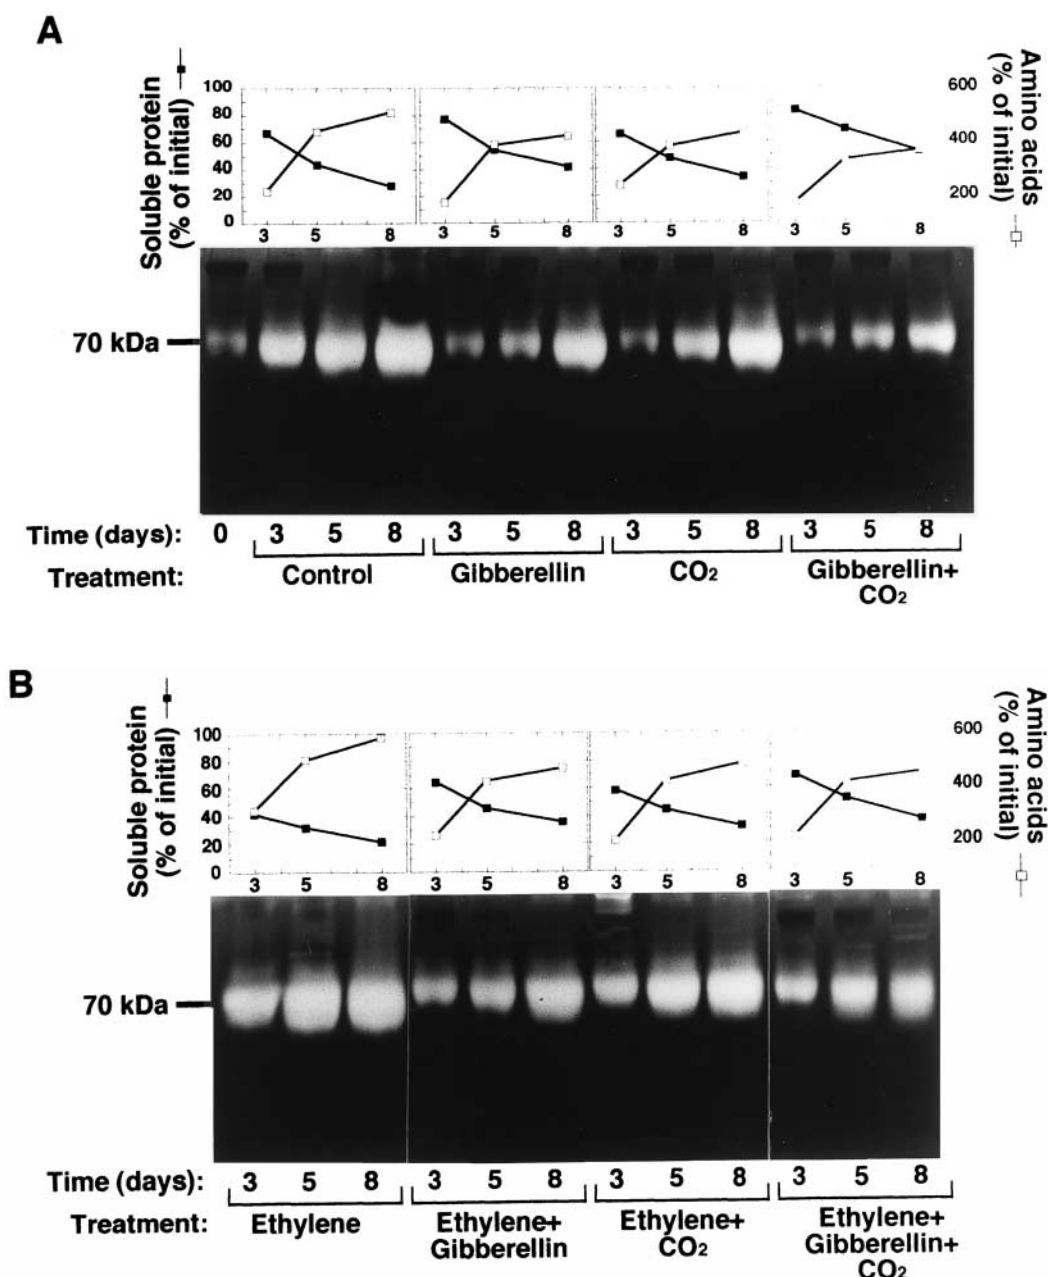 A
Soluble protein
(% of initial)
100
80
60
40
20
0
3 5 8 3 5 8 3 5 8 3 5 8
600
400
200
Amino acids
(% of initial)
70 kDa
Time (days): 0 3 5 8 3 5 8 3 5 8 3 5 8
Treatment: Control Gibberellin CO2 Gibberellin+
CO2
B
Soluble protein
(% of initial)
100
80
60
40
20
0
3 5 8 3 5 8 3 5 8 3 5 8
600
400
200
Amino acids
(% of initial)
70 kDa
Time (days): 3 5 8 3 5 8 3 5 8 3 5 8
Treatment: Ethylene Ethylene+ Ethylene+ Ethylene+
Gibberellin CO2 Gibberellin+
CO2